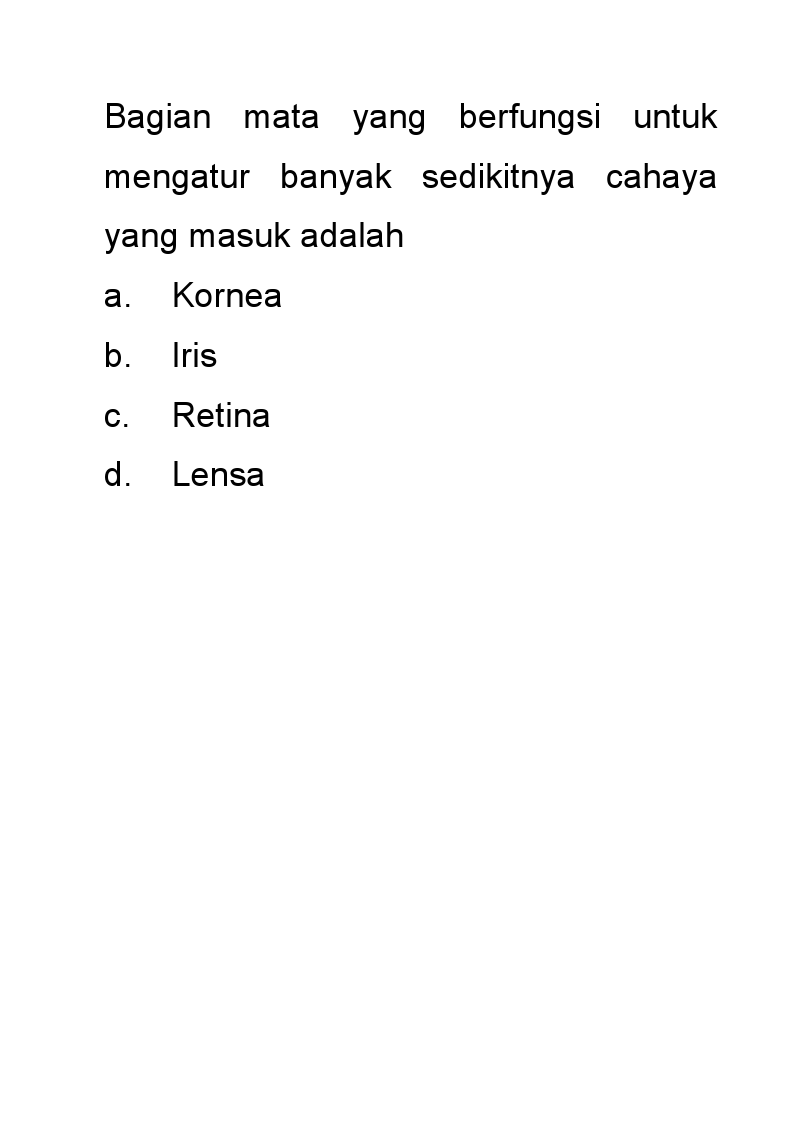 Bagian mata yang berfungsi untuk
mengatur banyak sedikitnya cahaya
yang masuk adalah
a. Kornea
b. Iris
c. Retina
d. Lensa